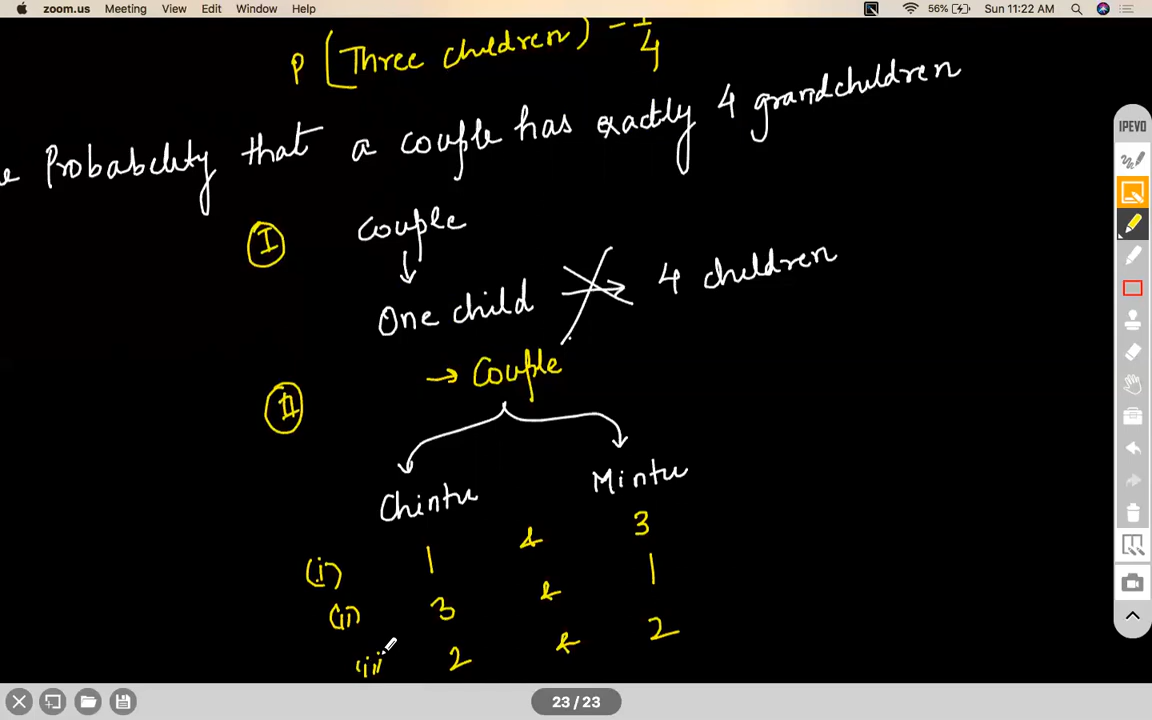 zoom.us Meeting View Edit Window Help 56% Sun 11:22 AM
P (Three children) - 1/4
e Probability that a couple has exactly 4 grandchildren
I Couple
One child 4 children
→ Couple
II
Chintu Mintu
(i) 1 & 3
(ii) 3 & 1
(iii 2 & 2
IPEVO
23 / 23